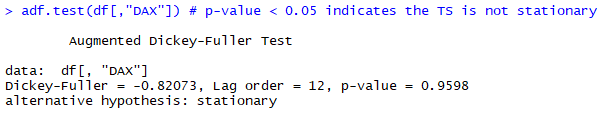 > adf.test(df[,"DAX"]) # p-value < 0.05 indicates the TS is not stationary
Augmented Dickey-Fuller Test
data:  df[, "DAX"]
Dickey-Fuller = -0.82073, Lag order = 12, p-value = 0.9598
alternative hypothesis: stationary